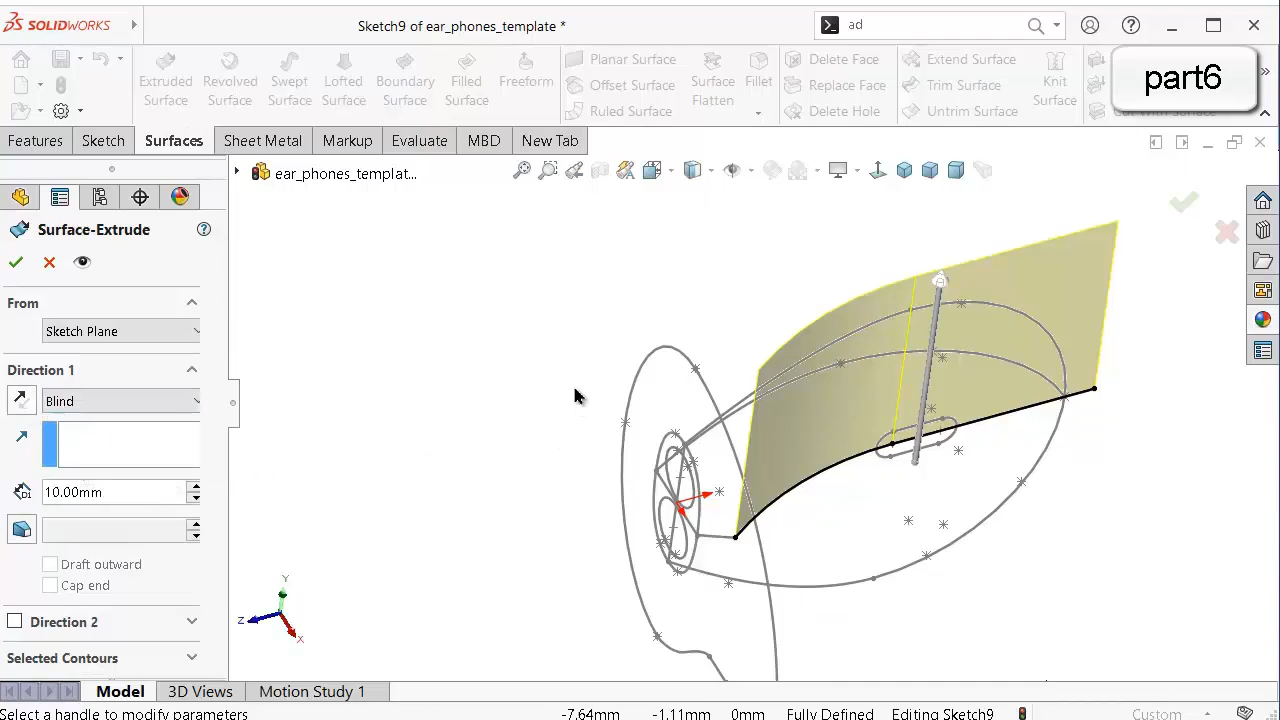 SOLIDWORKS
Sketch9 of ear_phones_template *
ad
part6
Extruded Surface
Revolved Surface
Swept Surface
Lofted Surface
Boundary Surface
Filled Surface
Freeform
Planar Surface
Offset Surface
Ruled Surface
Surface Flatten
Fillet
Delete Face
Replace Face
Delete Hole
Extend Surface
Trim Surface
Untrim Surface
Knit Surface
Features
Sketch
Surfaces
Sheet Metal
Markup
Evaluate
MBD
New Tab
ear_phones_templat...
Surface-Extrude
From
Sketch Plane
Direction 1
Blind
10.00mm
Draft outward
Cap end
Direction 2
Selected Contours
Y
Z
X
Model
3D Views
Motion Study 1
Select a handle to modify parameters
-7.64mm
-1.11mm
0mm
Fully Defined
Editing Sketch9
Custom